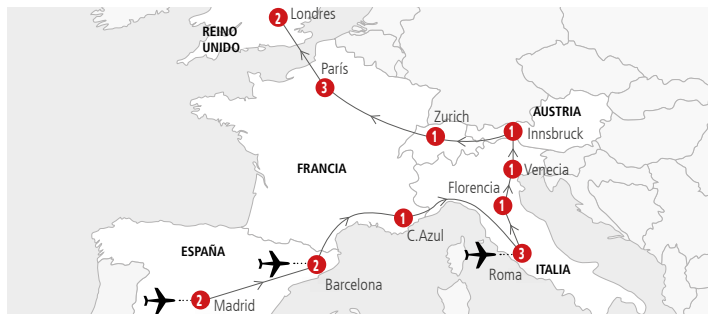 2 Londres
REINO
UNIDO
París
3
Zurich
1
AUSTRIA
1
Innsbruck
FRANCIA
1
Venecia
Florencia
1
1
C.Azul
ESPAÑA
2
Barcelona
3
Roma
ITALIA
2
Madrid